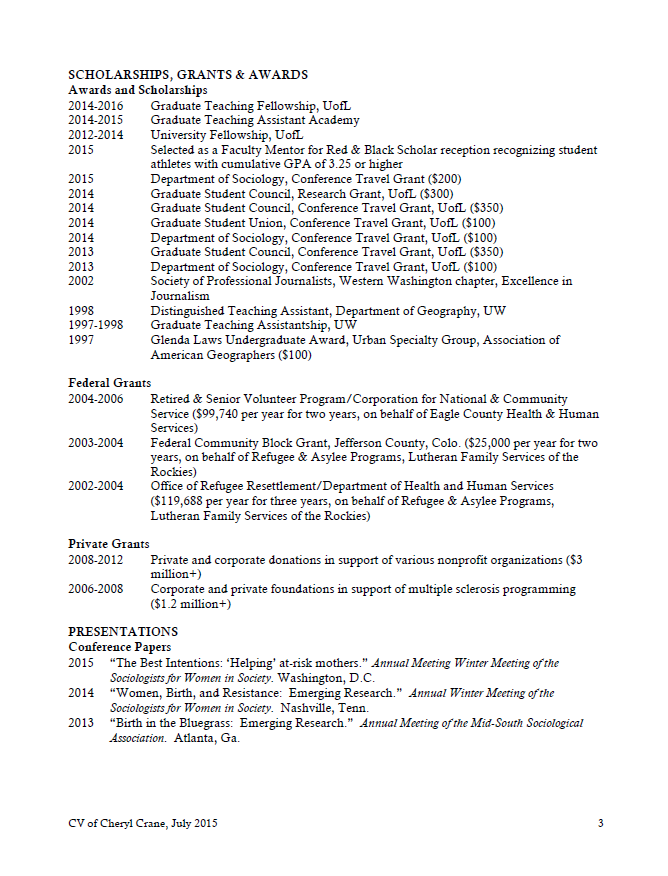 SCHOLARSHIPS, GRANTS & AWARDS
Awards and Scholarships
2014-2016 Graduate Teaching Fellowship, UofL
2014-2015 Graduate Teaching Assistant Academy
2012-2014 University Fellowship, UofL
2015 Selected as a Faculty Mentor for Red & Black Scholar reception recognizing student
athletes with cumulative GPA of 3.25 or higher
2015 Department of Sociology, Conference Travel Grant ($200)
2014 Graduate Student Council, Research Grant, UofL ($300)
2014 Graduate Student Council, Conference Travel Grant, UofL ($350)
2014 Graduate Student Union, Conference Travel Grant, UofL ($100)
2014 Department of Sociology, Conference Travel Grant, UofL ($100)
2013 Graduate Student Council, Conference Travel Grant, UofL ($350)
2013 Department of Sociology, Conference Travel Grant, UofL ($100)
2002 Society of Professional Journalists, Western Washington chapter, Excellence in
Journalism
1998 Distinguished Teaching Assistant, Department of Geography, UW
1997-1998 Graduate Teaching Assistantship, UW
1997 Glenda Laws Undergraduate Award, Urban Specialty Group, Association of
American Geographers ($100)
Federal Grants
2004-2006 Retired & Senior Volunteer Program/Corporation for National & Community
Service ($99,740 per year for two years, on behalf of Eagle County Health & Human
Services)
2003-2004 Federal Community Block Grant, Jefferson County, Colo. ($25,000 per year for two
years, on behalf of Refugee & Asylee Programs, Lutheran Family Services of the
Rockies)
2002-2004 Office of Refugee Resettlement/Department of Health and Human Services
($119,688 per year for three years, on behalf of Refugee & Asylee Programs,
Lutheran Family Services of the Rockies)
Private Grants
2008-2012 Private and corporate donations in support of various nonprofit organizations ($3
million+)
2006-2008 Corporate and private foundations in support of multiple sclerosis programming
($1.2 million+)
PRESENTATIONS
Conference Papers
2015 “The Best Intentions: ‘Helping’ at-risk mothers.” Annual Meeting Winter Meeting of the
Sociologists for Women in Society. Washington, D.C.
2014 “Women, Birth, and Resistance: Emerging Research.” Annual Winter Meeting of the
Sociologists for Women in Society. Nashville, Tenn.
2013 “Birth in the Bluegrass: Emerging Research.” Annual Meeting of the Mid-South Sociological
Association. Atlanta, Ga.
CV of Cheryl Crane, July 2015 3